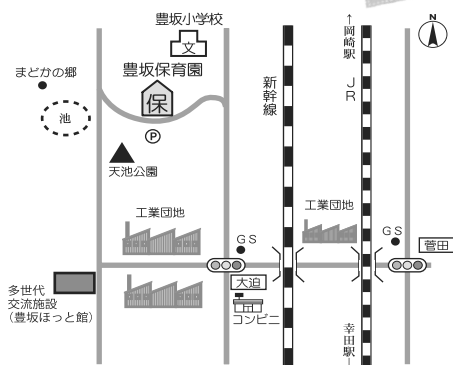 豊坂小学校
文
↑岡崎駅
N
まどかの郷
豊坂保育園
保
新幹線
JR
池
P
天池公園
工業団地
工業団地
GS
GS
菅田
大迫
多世代
交流施設
(豊坂ほっと館)
コンビニ
幸田駅↓